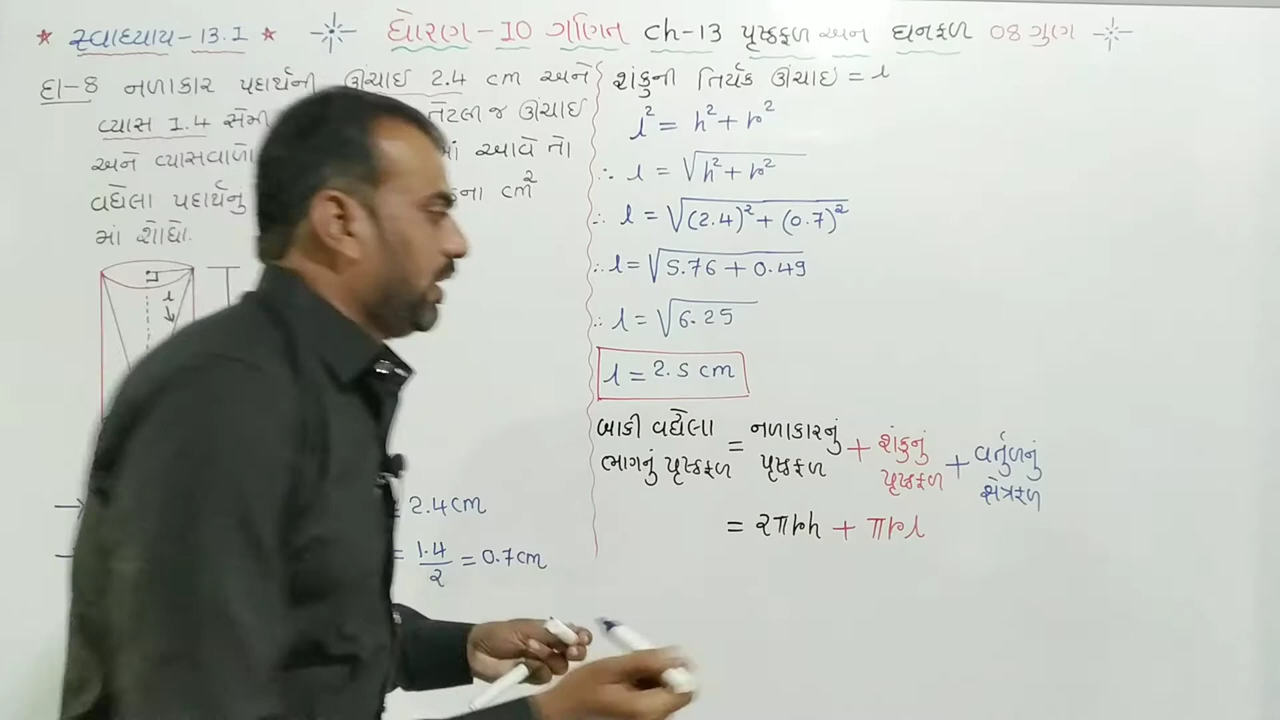 ★ સ્વાધ્યાય-13.1 ★ ધોરણ-10 ગણિત ch-13 પૃષ્ઠફળ અને ઘનફળ 08 ગુણ
દા-8 નળાકાર પદાર્થની ઊંચાઈ 2.4 cm અને
વ્યાસ 1.4 સેમી તેટલી જ ઊંચાઈ
અને વ્યાસવાળો માં આવે તો
વધેલા પદાર્થનું ના cm²
માં શોધો.
l
2.4cm
= 1.4/2 = 0.7cm
શંકુની તિર્યક ઊંચાઈ = l
l² = h² + r²
∴ l = √h² + r²
∴ l = √(2.4)² + (0.7)²
∴ l = √5.76 + 0.49
∴ l = √6.25
l = 2.5 cm
બાકી વધેલા = નળાકારનું + શંકુનું + વર્તુળનું
ભાગનું પૃષ્ઠફળ પૃષ્ઠફળ પૃષ્ઠફળ ક્ષેત્રફળ
= 2πrh + πrl